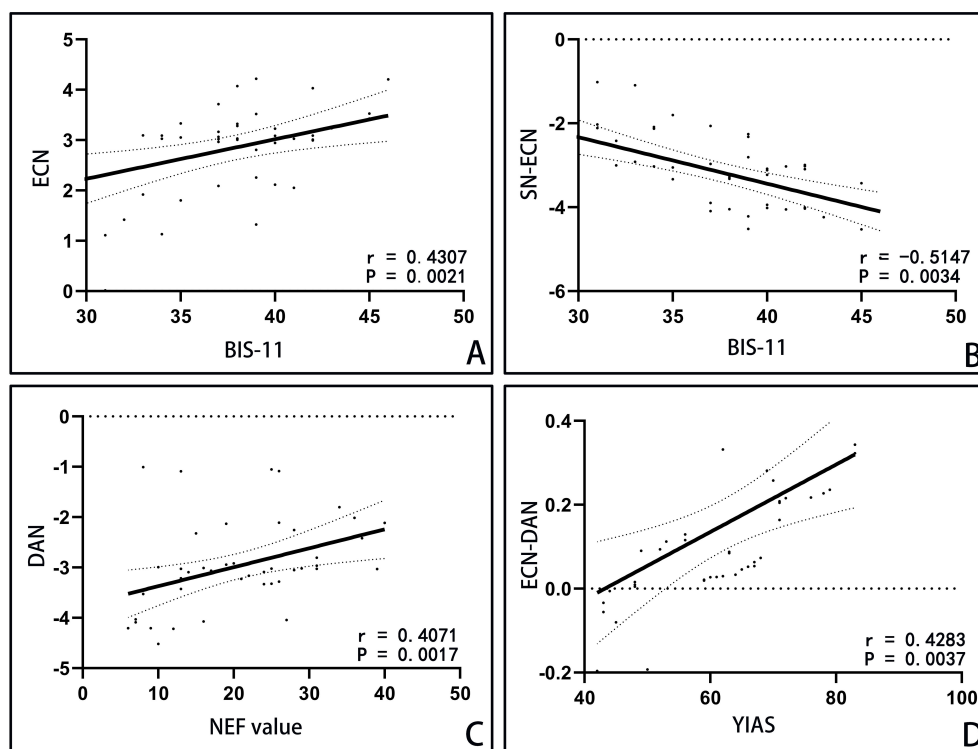 5
4
3
2
1
0
ECN
30 35 40 45 50
BIS-11
r = 0.4307
P = 0.0021
A
0
-2
-4
-6
SN-ECN
30 35 40 45 50
BIS-11
r = -0.5147
P = 0.0034
B
0
-1
-2
-3
-4
-5
DAN
0 10 20 30 40 50
NEF value
r = 0.4071
P = 0.0017
C
0.4
0.2
0.0
-0.2
ECN-DAN
40 60 80 100
YIAS
r = 0.4283
P = 0.0037
D